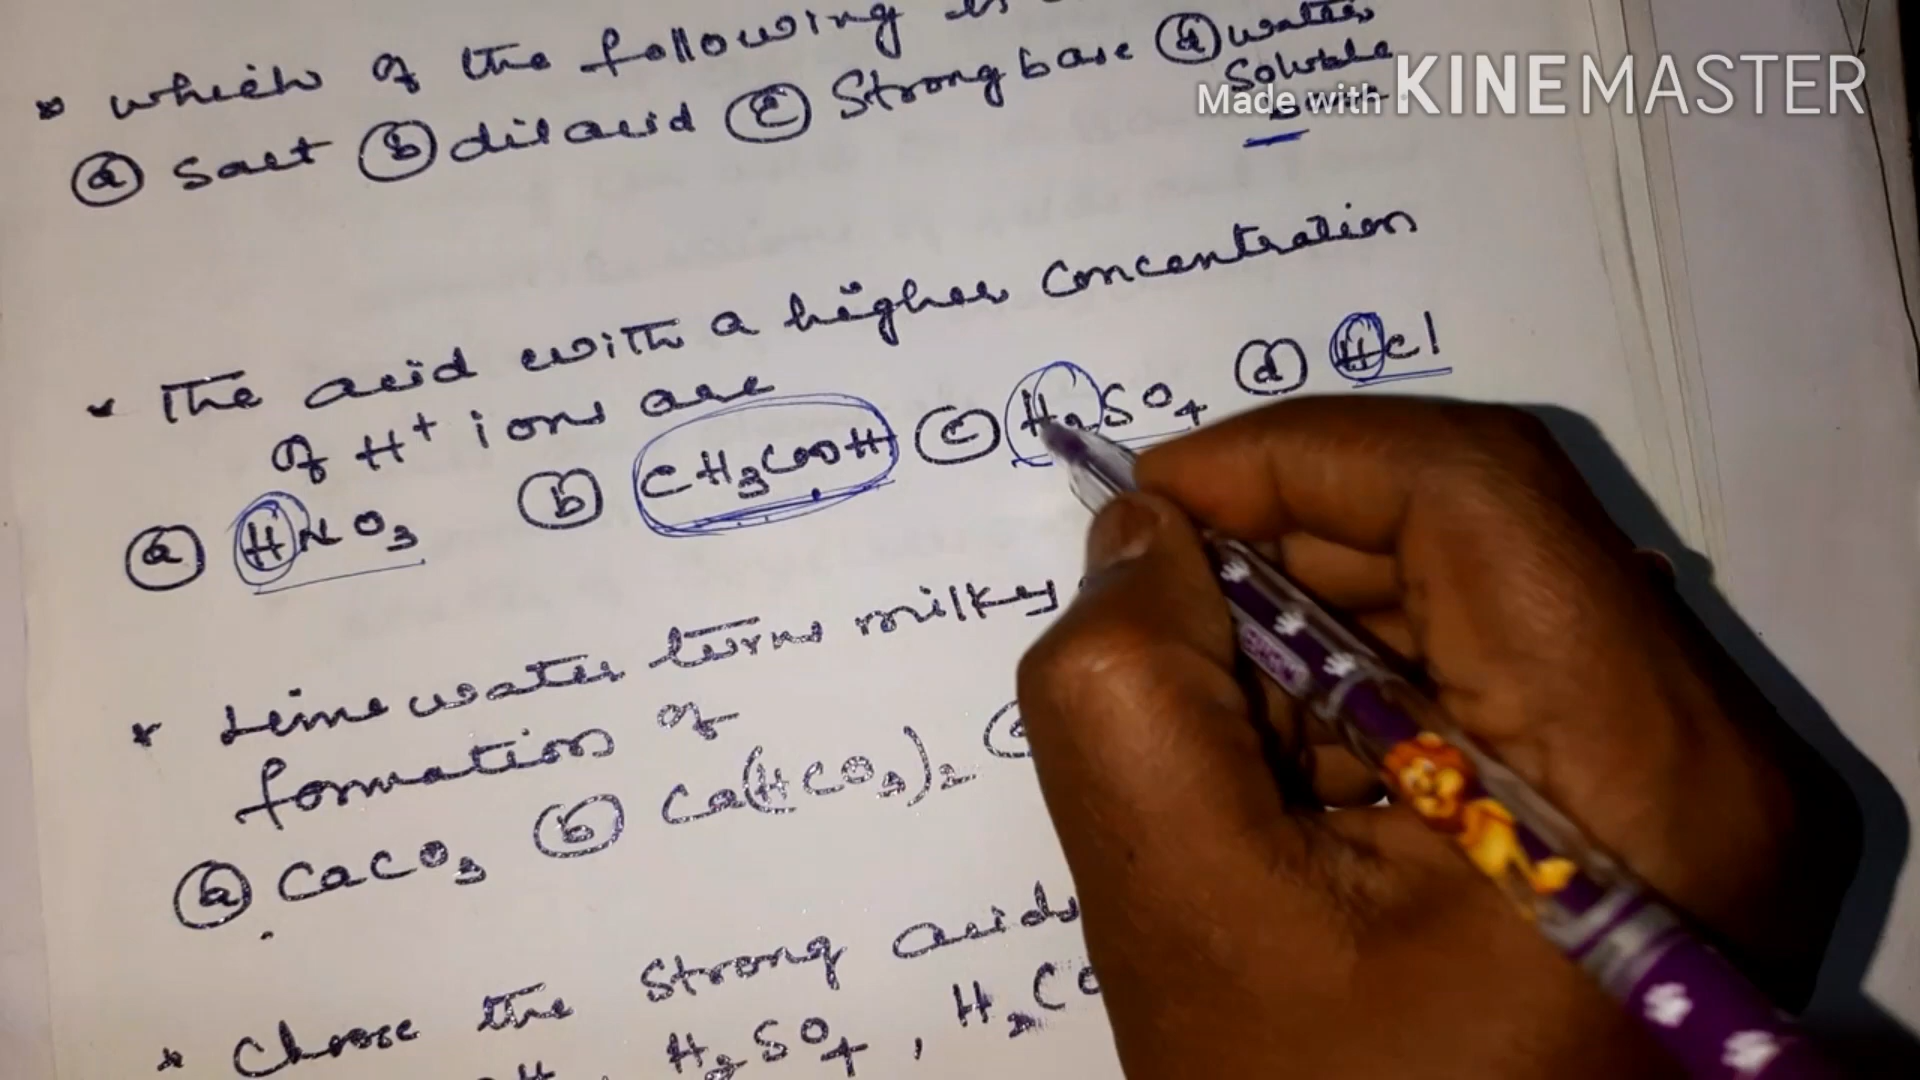 * which of the following is
(a) Salt (b) dil acid (c) Strong base (d) water
Soluble
Made with KINEMASTER
* The acid with a higher Concentration
of H+ ions are
(a) HNO3 (b) CH3COOH (c) H2SO4 (d) HCl
* Lime water turns milky
formation of
(a) CaCO3 (b) Ca(HCO3)2
* Choose the Strong acids
H2SO4,